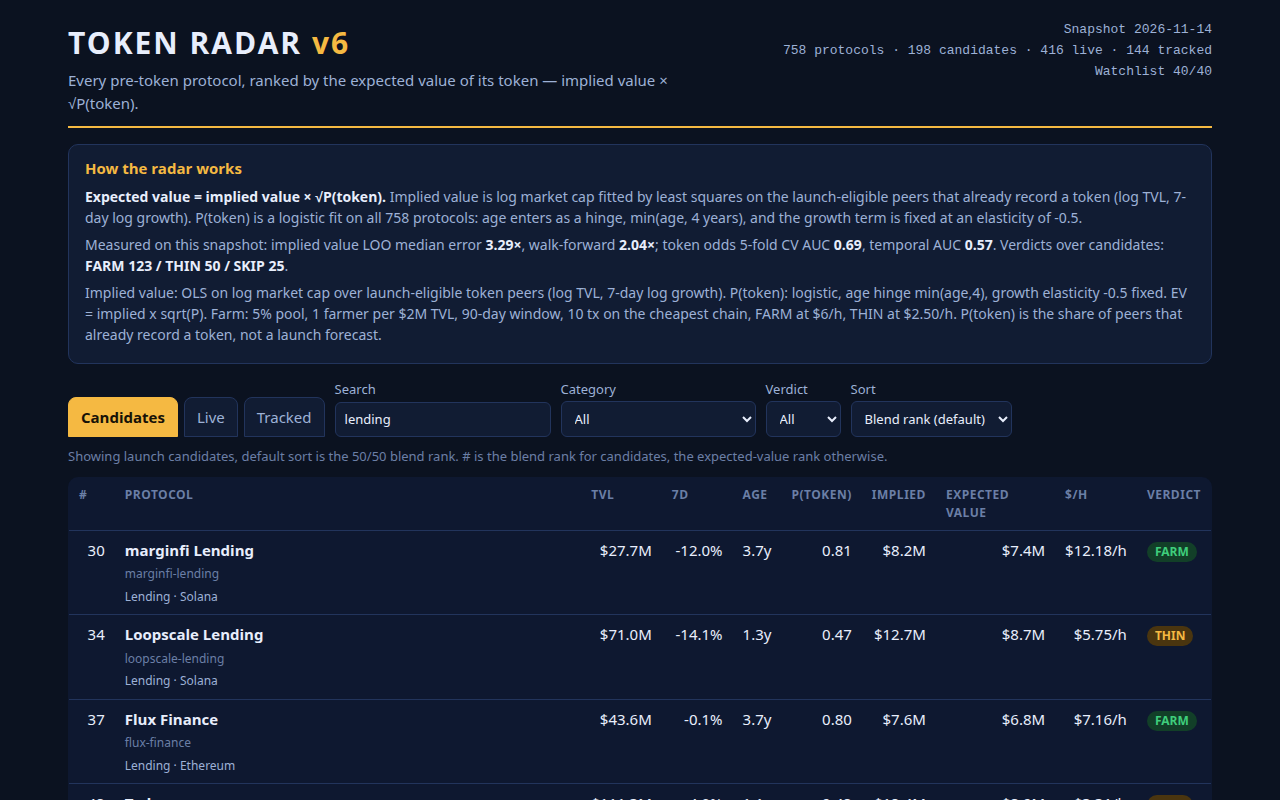 TOKEN RADAR v6
Snapshot 2026-11-14
758 protocols · 198 candidates · 416 live · 144 tracked
Watchlist 40/40
Every pre-token protocol, ranked by the expected value of its token — implied value ×
√P(token).
How the radar works
Expected value = implied value × √P(token). Implied value is log market cap fitted by least squares on the launch-eligible peers that already record a token (log TVL, 7-
day log growth). P(token) is a logistic fit on all 758 protocols: age enters as a hinge, min(age, 4 years), and the growth term is fixed at an elasticity of -0.5.
Measured on this snapshot: implied value LOO median error 3.29×, walk-forward 2.04×; token odds 5-fold CV AUC 0.69, temporal AUC 0.57. Verdicts over candidates:
FARM 123 / THIN 50 / SKIP 25.
Implied value: OLS on log market cap over launch-eligible token peers (log TVL, 7-day log growth). P(token): logistic, age hinge min(age,4), growth elasticity -0.5 fixed. EV
= implied x sqrt(P). Farm: 5% pool, 1 farmer per $2M TVL, 90-day window, 10 tx on the cheapest chain, FARM at $6/h, THIN at $2.50/h. P(token) is the share of peers that
already record a token, not a launch forecast.
Search Category Verdict Sort
Candidates Live Tracked lending All All Blend rank (default)
Showing launch candidates, default sort is the 50/50 blend rank. # is the blend rank for candidates, the expected-value rank otherwise.
# PROTOCOL TVL 7D AGE P(TOKEN) IMPLIED EXPECTED VALUE $/H VERDICT
30 marginfi Lending $27.7M -12.0% 3.7y 0.81 $8.2M $7.4M $12.18/h FARM
marginfi-lending
Lending · Solana
34 Loopscale Lending $71.0M -14.1% 1.3y 0.47 $12.7M $8.7M $5.75/h THIN
loopscale-lending
Lending · Solana
37 Flux Finance $43.6M -0.1% 3.7y 0.80 $7.6M $6.8M $7.16/h FARM
flux-finance
Lending · Ethereum